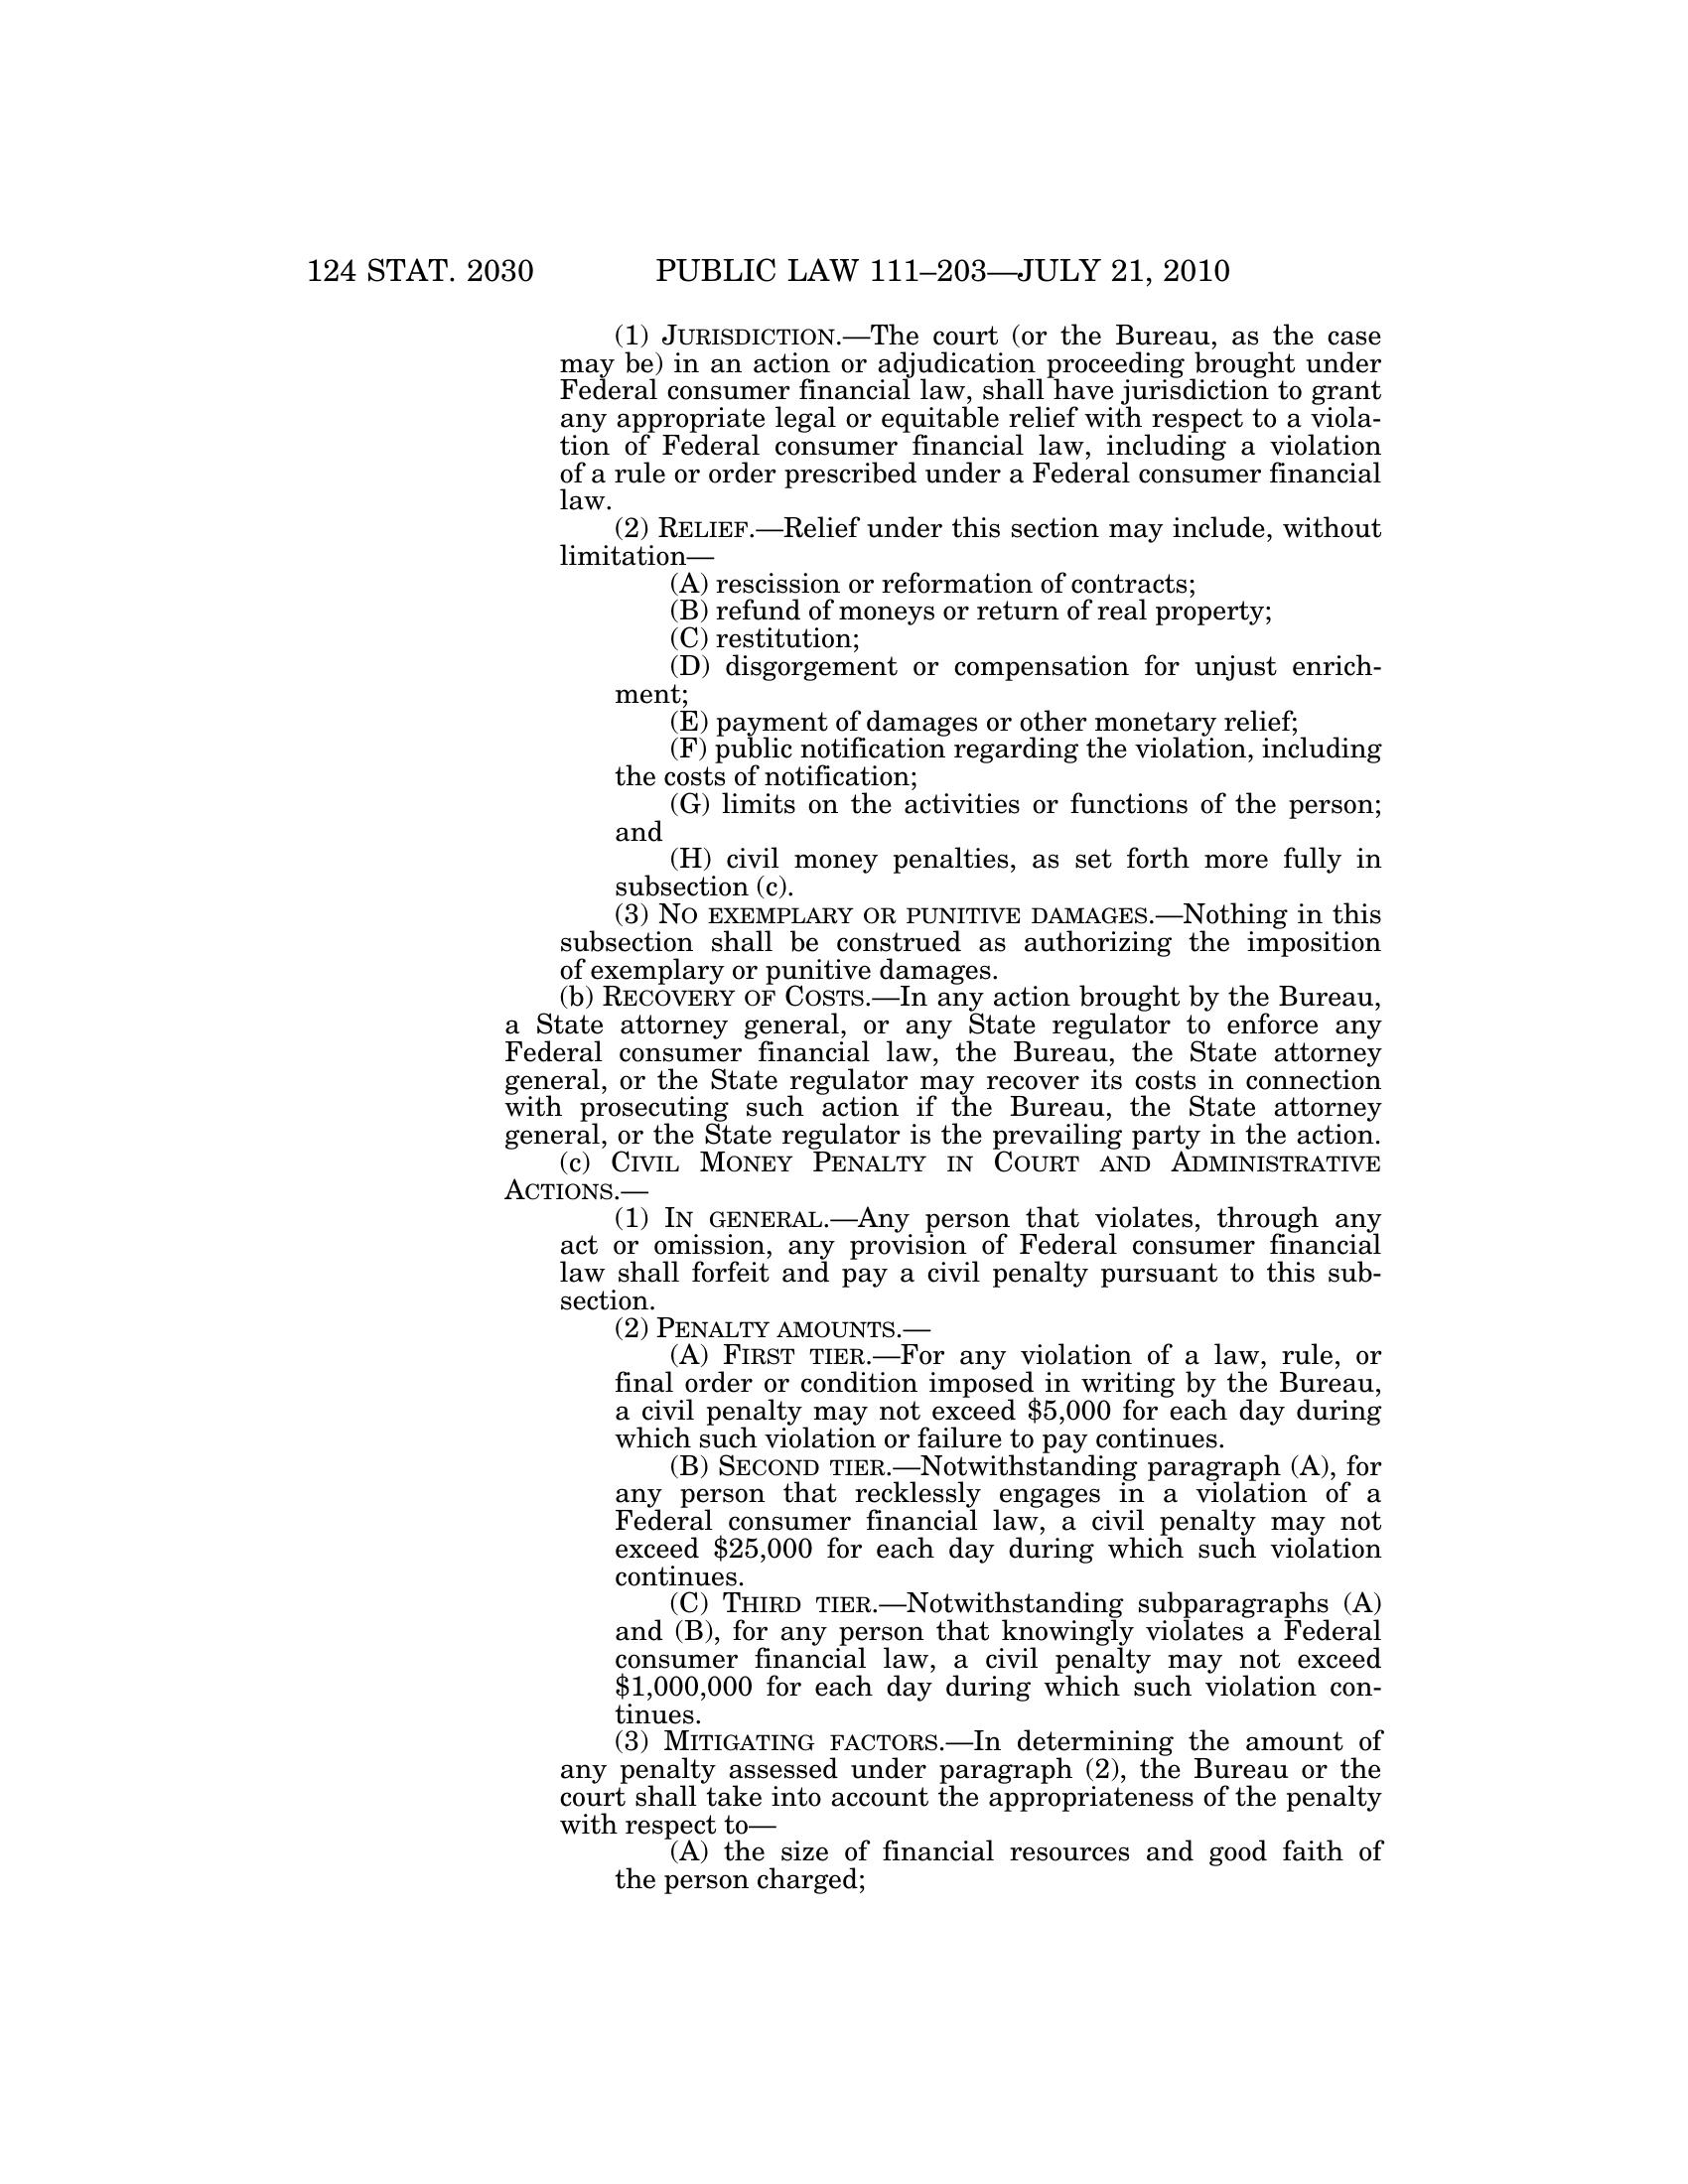 124 STAT. 2030 PUBLIC LAW 111–203—JULY 21, 2010
(1) JURISDICTION.—The court (or the Bureau, as the case
may be) in an action or adjudication proceeding brought under
Federal consumer financial law, shall have jurisdiction to grant
any appropriate legal or equitable relief with respect to a viola-
tion of Federal consumer financial law, including a violation
of a rule or order prescribed under a Federal consumer financial
law.
(2) RELIEF.—Relief under this section may include, without
limitation—
(A) rescission or reformation of contracts;
(B) refund of moneys or return of real property;
(C) restitution;
(D) disgorgement or compensation for unjust enrich-
ment;
(E) payment of damages or other monetary relief;
(F) public notification regarding the violation, including
the costs of notification;
(G) limits on the activities or functions of the person;
and
(H) civil money penalties, as set forth more fully in
subsection (c).
(3) NO EXEMPLARY OR PUNITIVE DAMAGES.—Nothing in this
subsection shall be construed as authorizing the imposition
of exemplary or punitive damages.
(b) RECOVERY OF COSTS.—In any action brought by the Bureau,
a State attorney general, or any State regulator to enforce any
Federal consumer financial law, the Bureau, the State attorney
general, or the State regulator may recover its costs in connection
with prosecuting such action if the Bureau, the State attorney
general, or the State regulator is the prevailing party in the action.
(c) CIVIL MONEY PENALTY IN COURT AND ADMINISTRATIVE
ACTIONS.—
(1) IN GENERAL.—Any person that violates, through any
act or omission, any provision of Federal consumer financial
law shall forfeit and pay a civil penalty pursuant to this sub-
section.
(2) PENALTY AMOUNTS.—
(A) FIRST TIER.—For any violation of a law, rule, or
final order or condition imposed in writing by the Bureau,
a civil penalty may not exceed $5,000 for each day during
which such violation or failure to pay continues.
(B) SECOND TIER.—Notwithstanding paragraph (A), for
any person that recklessly engages in a violation of a
Federal consumer financial law, a civil penalty may not
exceed $25,000 for each day during which such violation
continues.
(C) THIRD TIER.—Notwithstanding subparagraphs (A)
and (B), for any person that knowingly violates a Federal
consumer financial law, a civil penalty may not exceed
$1,000,000 for each day during which such violation con-
tinues.
(3) MITIGATING FACTORS.—In determining the amount of
any penalty assessed under paragraph (2), the Bureau or the
court shall take into account the appropriateness of the penalty
with respect to—
(A) the size of financial resources and good faith of
the person charged;